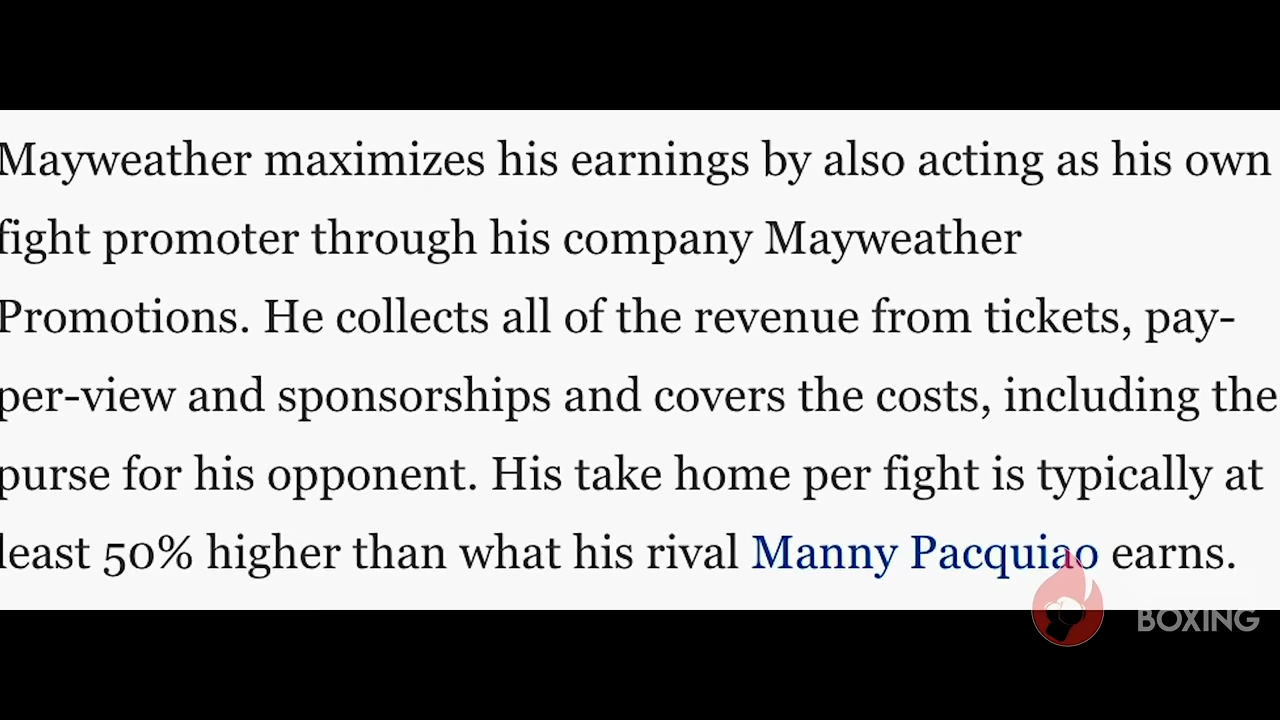 Mayweather maximizes his earnings by also acting as his own
fight promoter through his company Mayweather
Promotions. He collects all of the revenue from tickets, pay-
per-view and sponsorships and covers the costs, including the
purse for his opponent. His take home per fight is typically at
least 50% higher than what his rival Manny Pacquiao earns.
BOXING